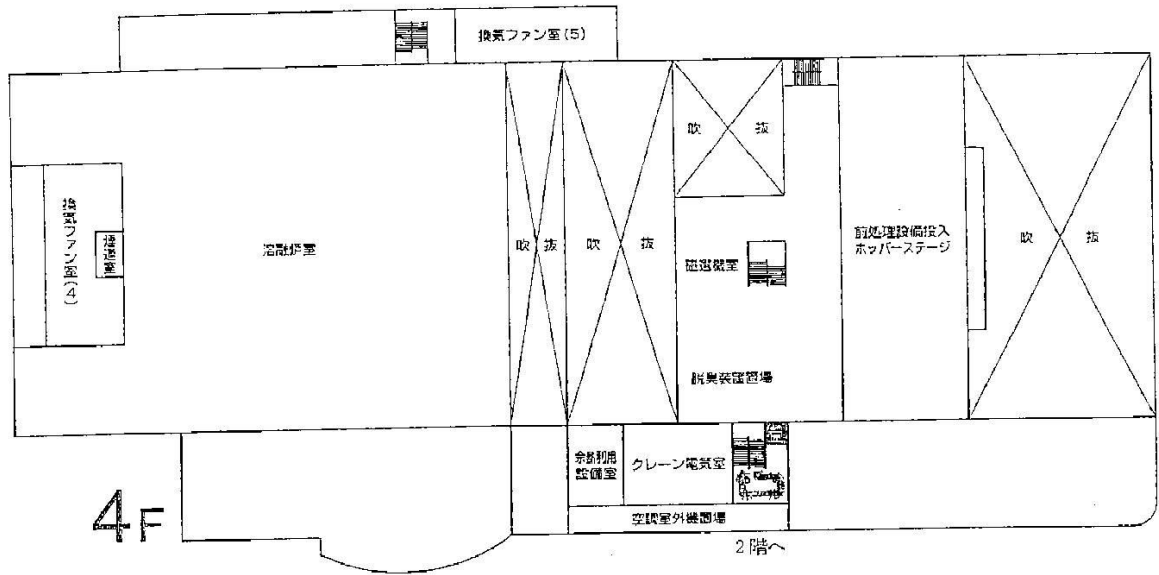 換気ファン室(5)
吹 抜
換気ファン室(4)
煙道室
溶融炉室
吹 抜
吹 抜
磁選機室
前処理設備投入
ホッパーステージ
吹 抜
脱臭装置置場
余熱利用
設備室
クレーン電気室
空調室外機置場
4F
2階へ